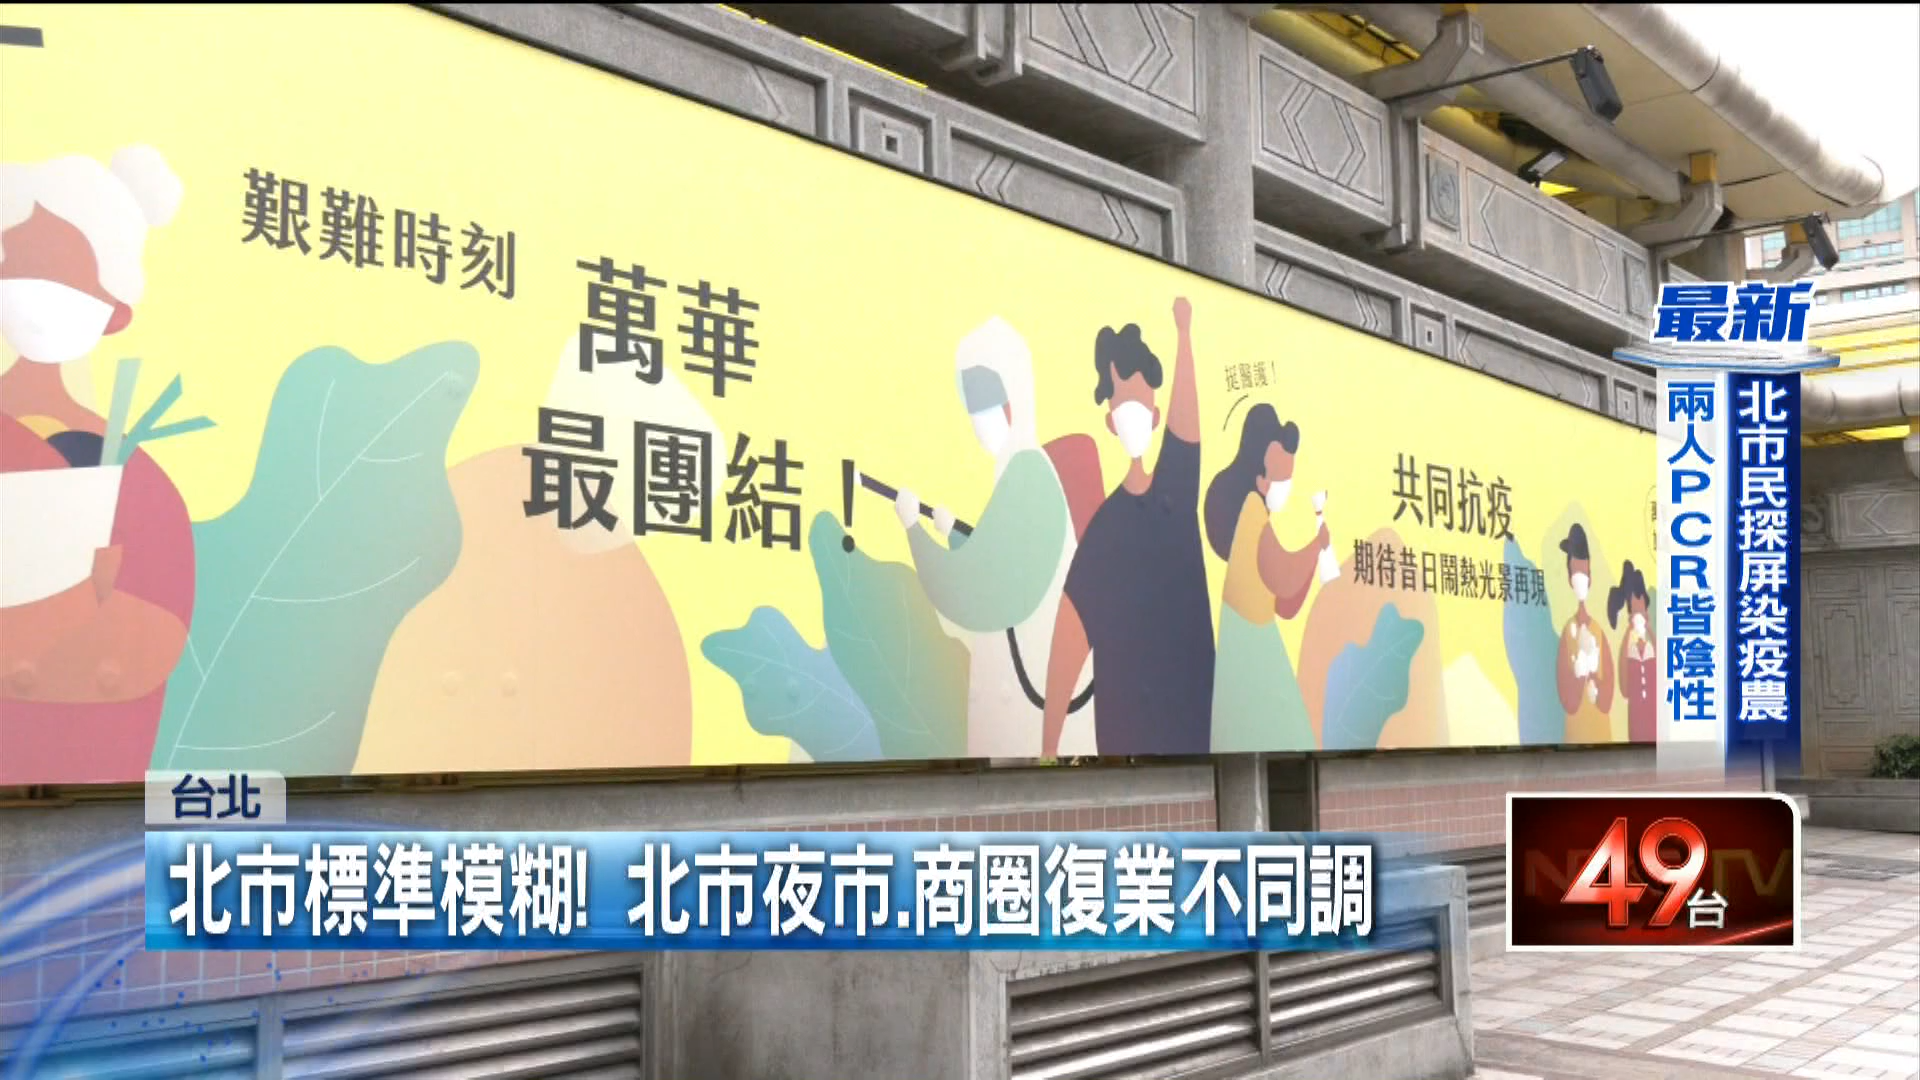 艱難時刻
萬華
最團結！
挺醫護！
共同抗疫
期待昔日鬧熱光景再現
最新
北市民探屏染疫農
兩人PCR皆陰性
台北
北市標準模糊! 北市夜市.商圈復業不同調
49台